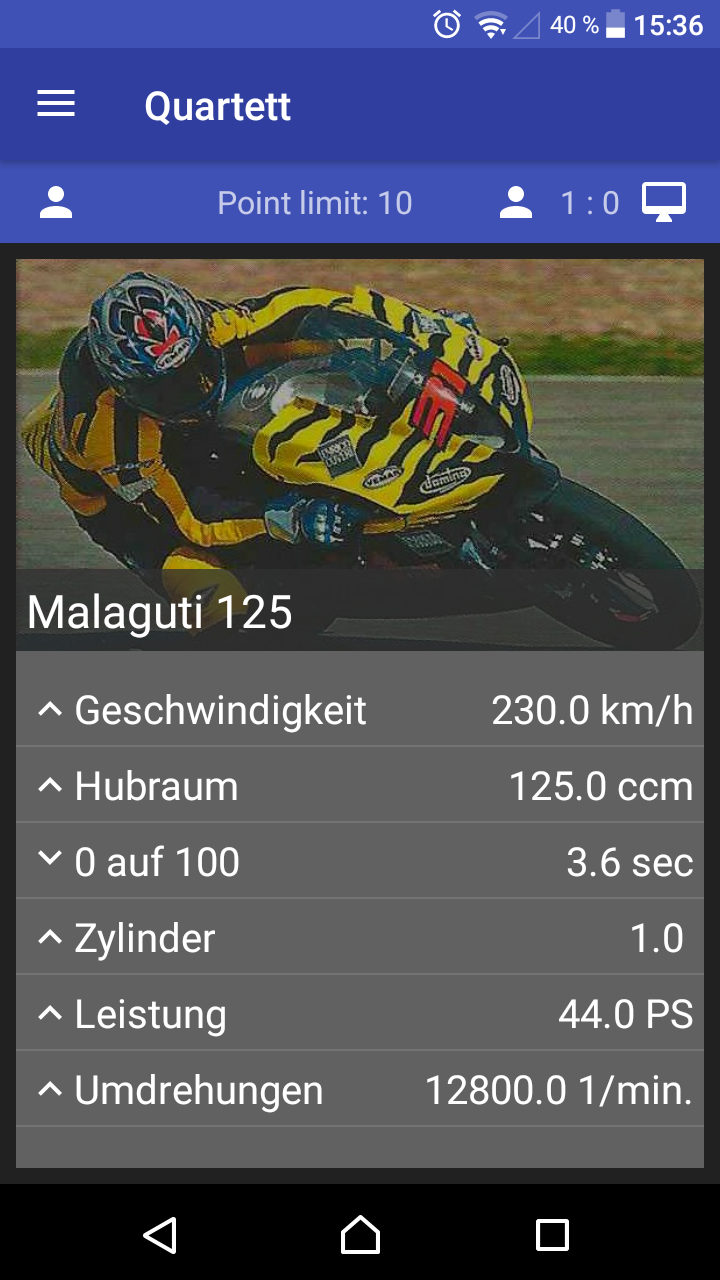 40 % 15:36
Quartett
Point limit: 10 1 : 0
domino
Malaguti 125
Geschwindigkeit 230.0 km/h
Hubraum 125.0 ccm
0 auf 100 3.6 sec
Zylinder 1.0
Leistung 44.0 PS
Umdrehungen 12800.0 1/min.